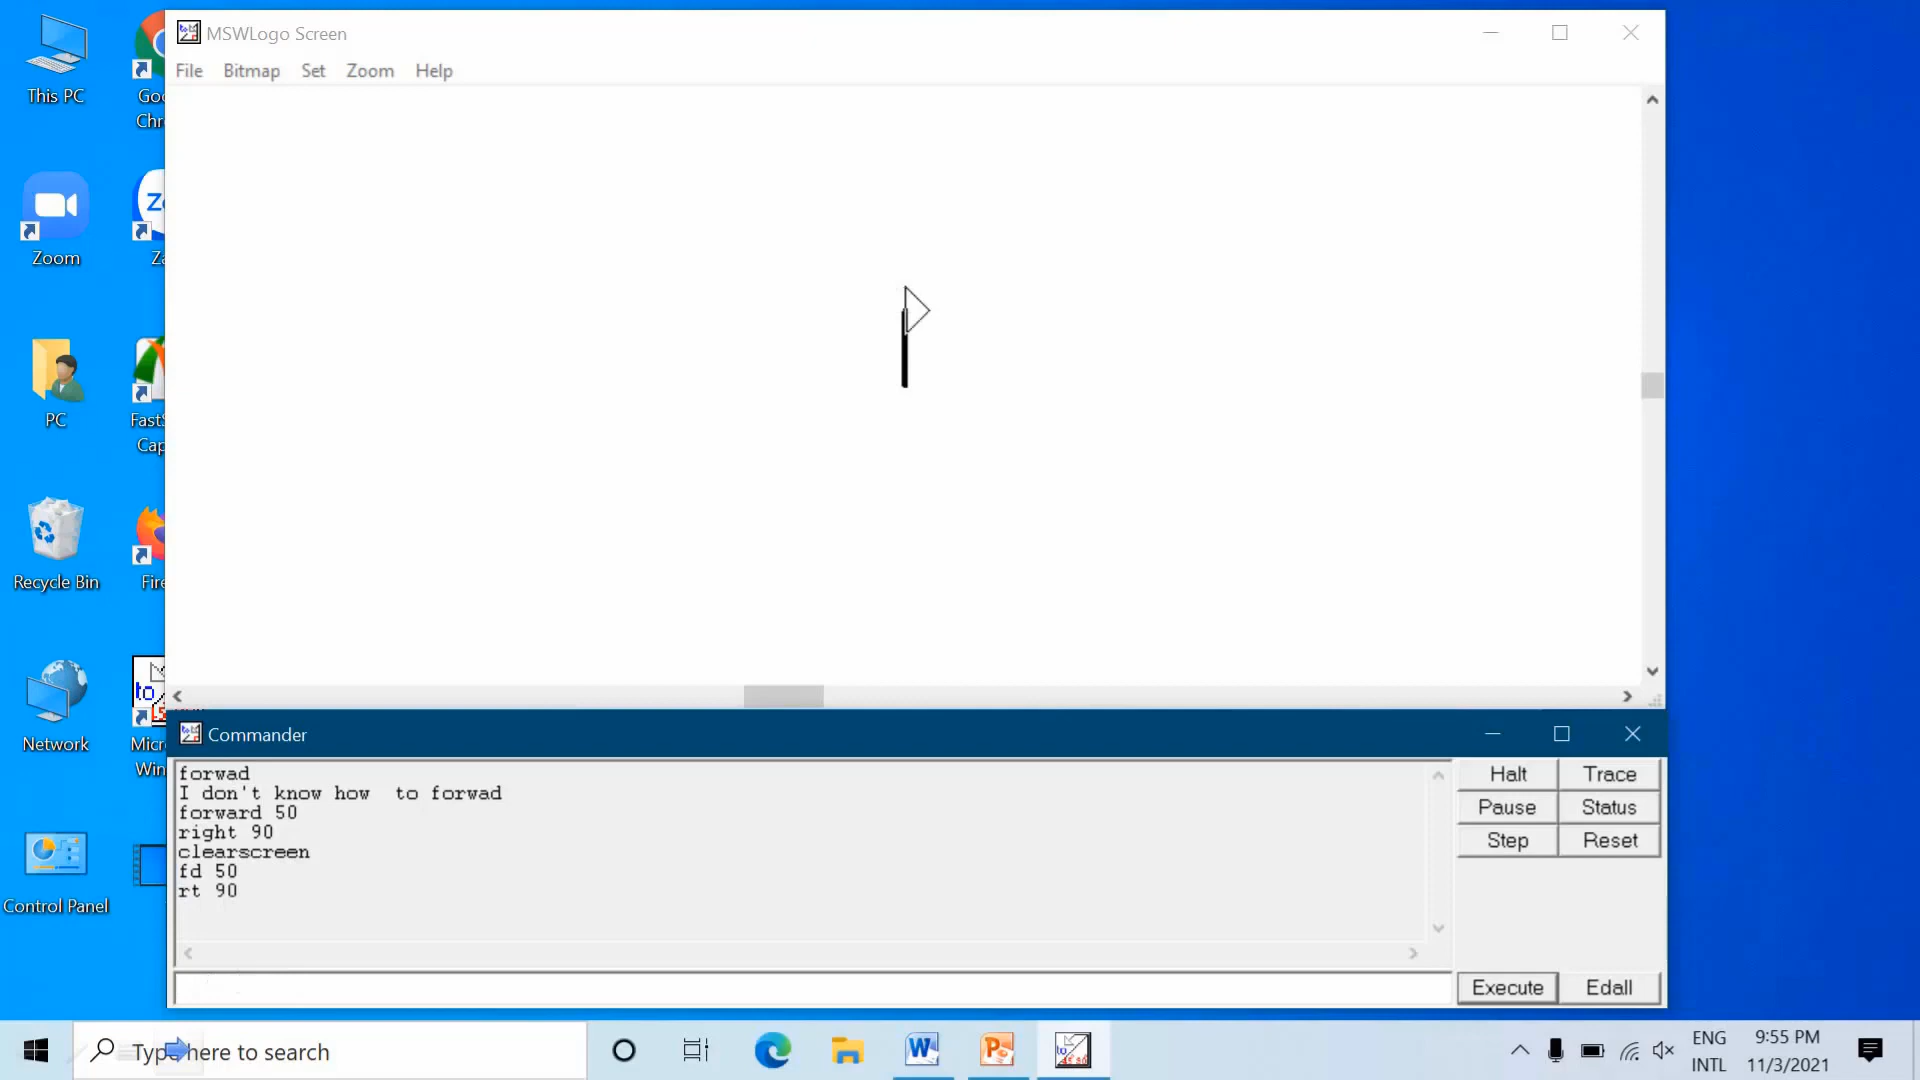 MSWLogo Screen
File Bitmap Set Zoom Help
This PC
Zoom
PC
Recycle Bin
Network
Control Panel
Commander
forwad
I don't know how  to forwad
forward 50
right 90
clearscreen
fd 50
rt 90
Halt Trace
Pause Status
Step Reset
Execute Edall
here to search
ENG
INTL
9:55 PM
11/3/2021